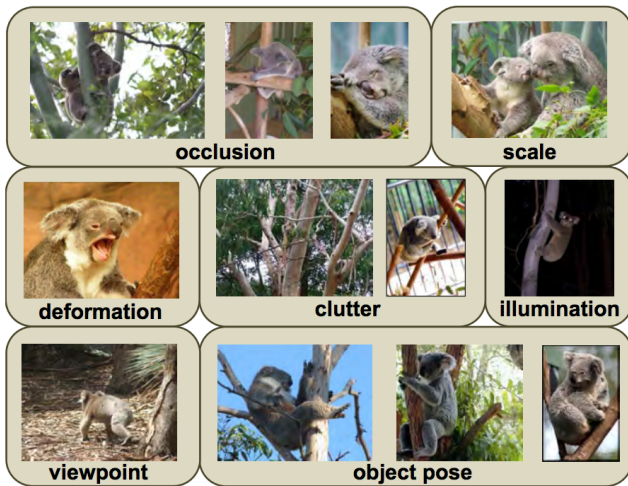 occlusion
scale
deformation
clutter
illumination
viewpoint
object pose